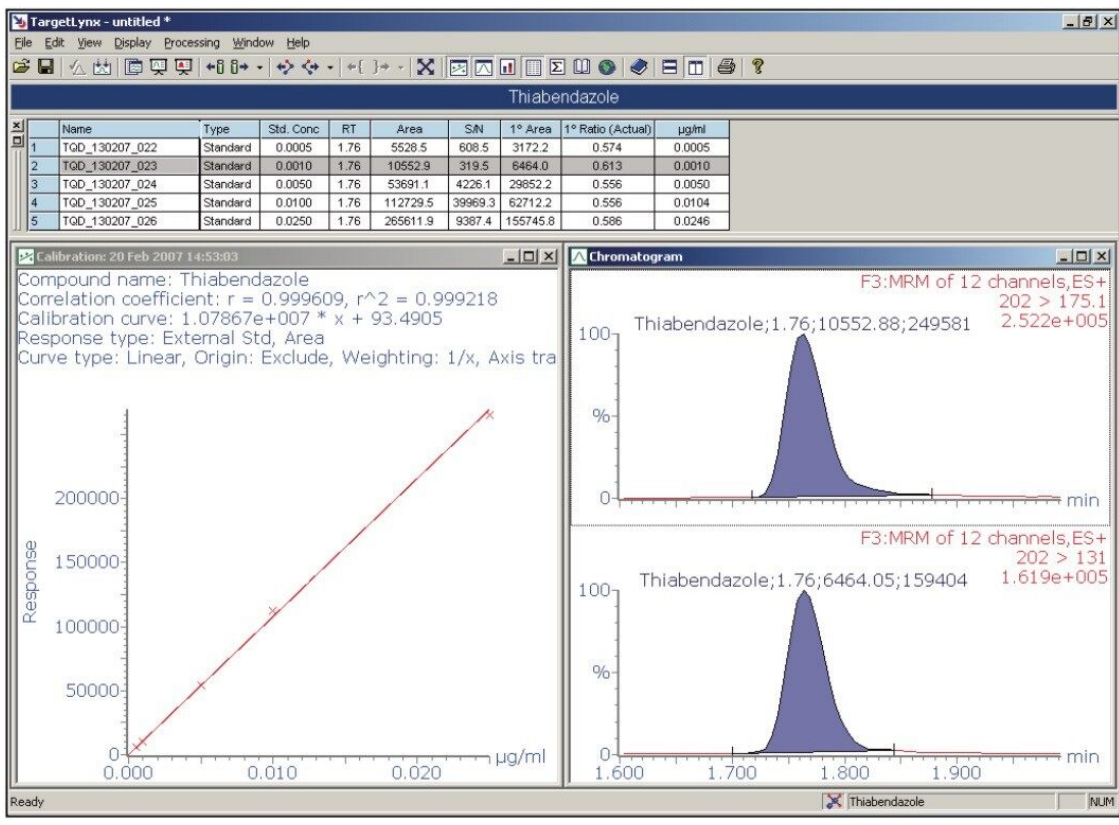 TargetLynx - untitled *
File Edit View Display Processing Window Help
Thiabendazole
Name Type Std. Conc RT Area S/N 1° Area 1° Ratio (Actual) µg/ml
1 TQD_130207_022 Standard 0.0005 1.76 5528.5 608.5 3172.2 0.574 0.0005
2 TQD_130207_023 Standard 0.0010 1.76 10552.9 319.5 6464.0 0.613 0.0010
3 TQD_130207_024 Standard 0.0050 1.76 53691.1 4226.1 29852.2 0.556 0.0050
4 TQD_130207_025 Standard 0.0100 1.76 112729.5 39969.3 62712.2 0.556 0.0104
5 TQD_130207_026 Standard 0.0250 1.76 265611.9 9387.4 155745.8 0.586 0.0246
Calibration: 20 Feb 2007 14:53:03
Compound name: Thiabendazole
Correlation coefficient: r = 0.999609, r^2 = 0.999218
Calibration curve: 1.07867e+007 * x + 93.4905
Response type: External Std, Area
Curve type: Linear, Origin: Exclude, Weighting: 1/x, Axis tra
Response
200000
150000
100000
50000
0
0.000 0.010 0.020 µg/ml
Chromatogram
F3:MRM of 12 channels,ES+
202 > 175.1
2.522e+005
Thiabendazole;1.76;10552.88;249581
100
%
0
min
F3:MRM of 12 channels,ES+
202 > 131
1.619e+005
Thiabendazole;1.76;6464.05;159404
100
%
0
min
1.600 1.700 1.800 1.900
Ready Thiabendazole NUM